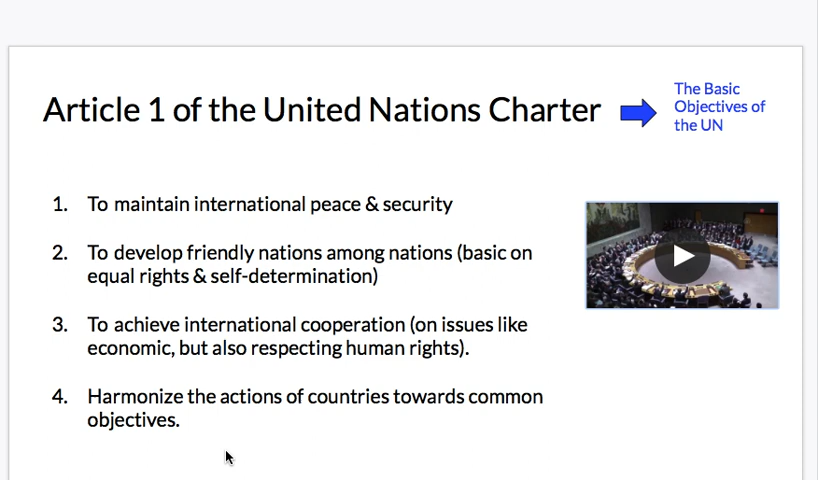 Article 1 of the United Nations Charter
The Basic
Objectives of
the UN
1. To maintain international peace & security
2. To develop friendly nations among nations (basic on
equal rights & self-determination)
3. To achieve international cooperation (on issues like
economic, but also respecting human rights).
4. Harmonize the actions of countries towards common
objectives.